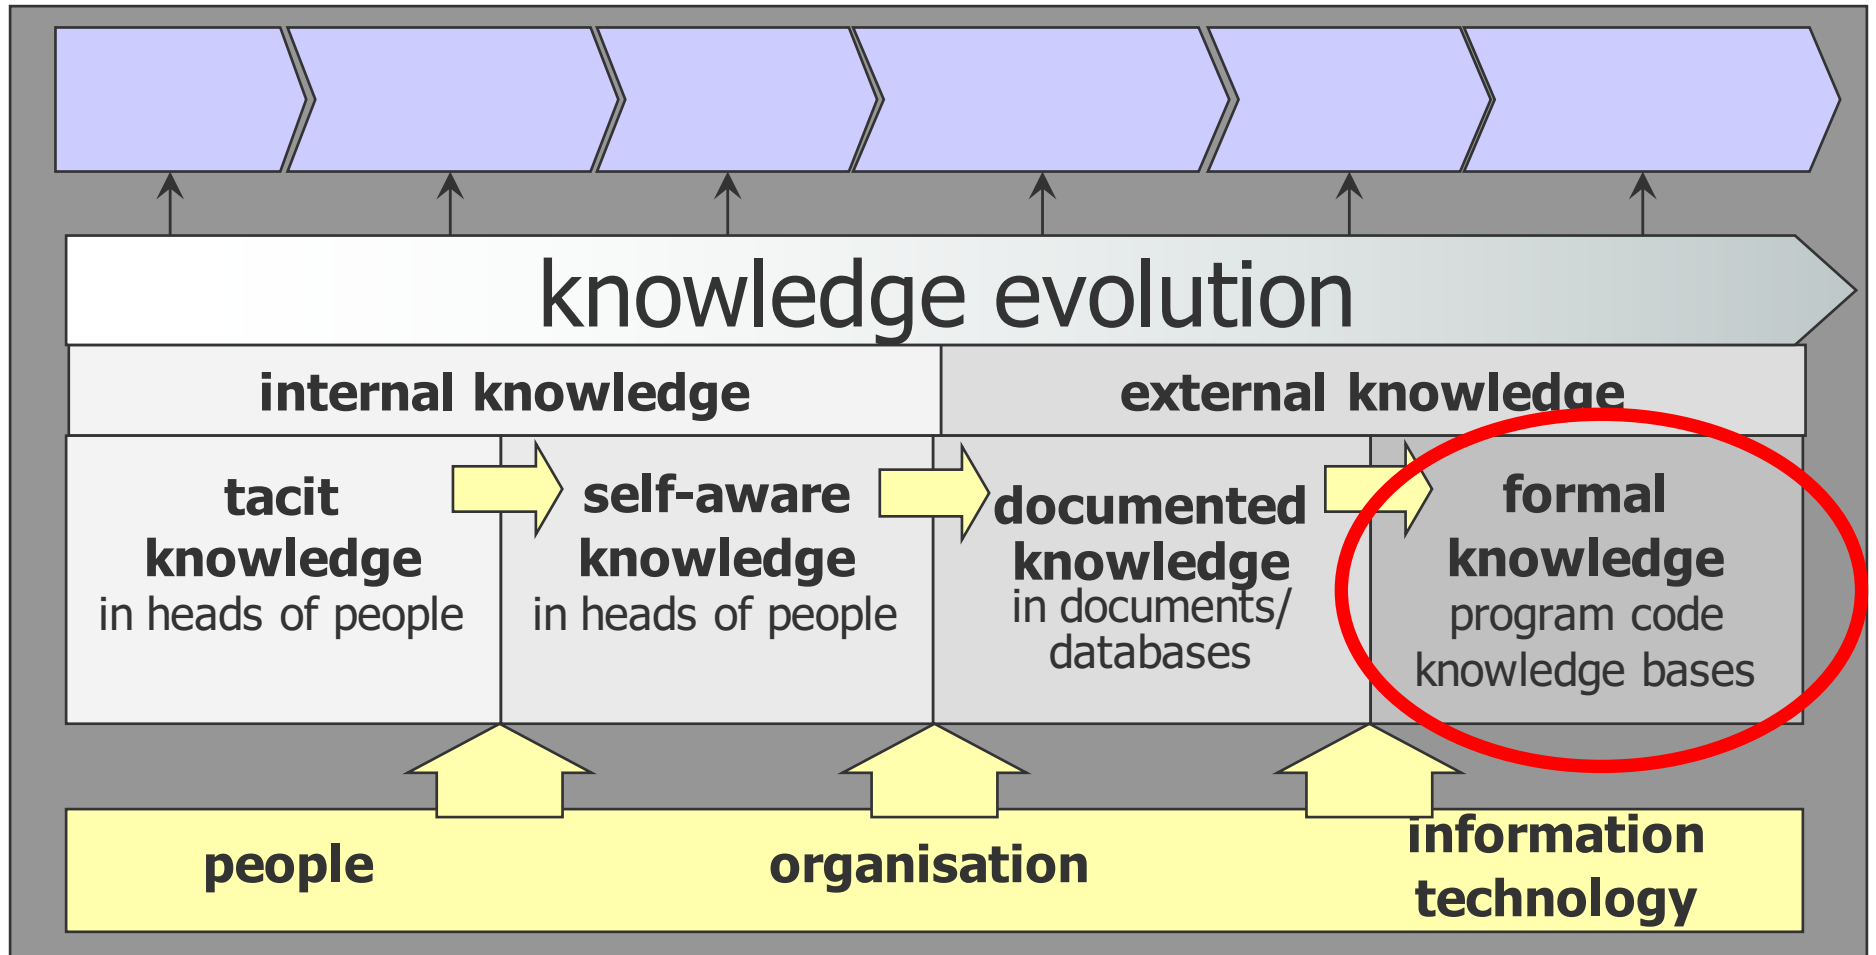 knowledge evolution
internal knowledge
external knowledge
tacit
knowledge
in heads of people
self-aware
knowledge
in heads of people
documented
knowledge
in documents/
databases
formal
knowledge
program code
knowledge bases
people
organisation
information
technology